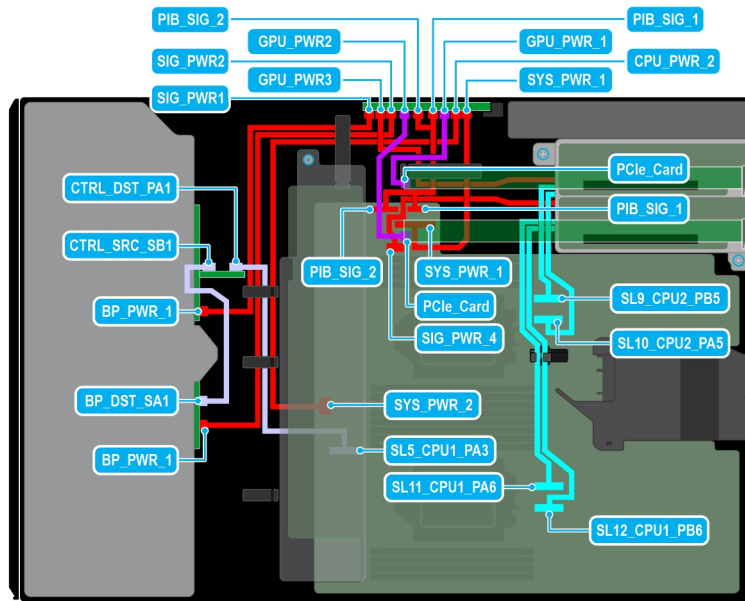 PIB_SIG_2
PIB_SIG_1
GPU_PWR2
GPU_PWR_1
SIG_PWR2
CPU_PWR_2
GPU_PWR3
SYS_PWR_1
SIG_PWR1
PCIe_Card
CTRL_DST_PA1
PIB_SIG_1
CTRL_SRC_SB1
PIB_SIG_2
SYS_PWR_1
PCIe_Card
SL9_CPU2_PB5
BP_PWR_1
SIG_PWR_4
SL10_CPU2_PA5
BP_DST_SA1
SYS_PWR_2
BP_PWR_1
SL5_CPU1_PA3
SL11_CPU1_PA6
SL12_CPU1_PB6